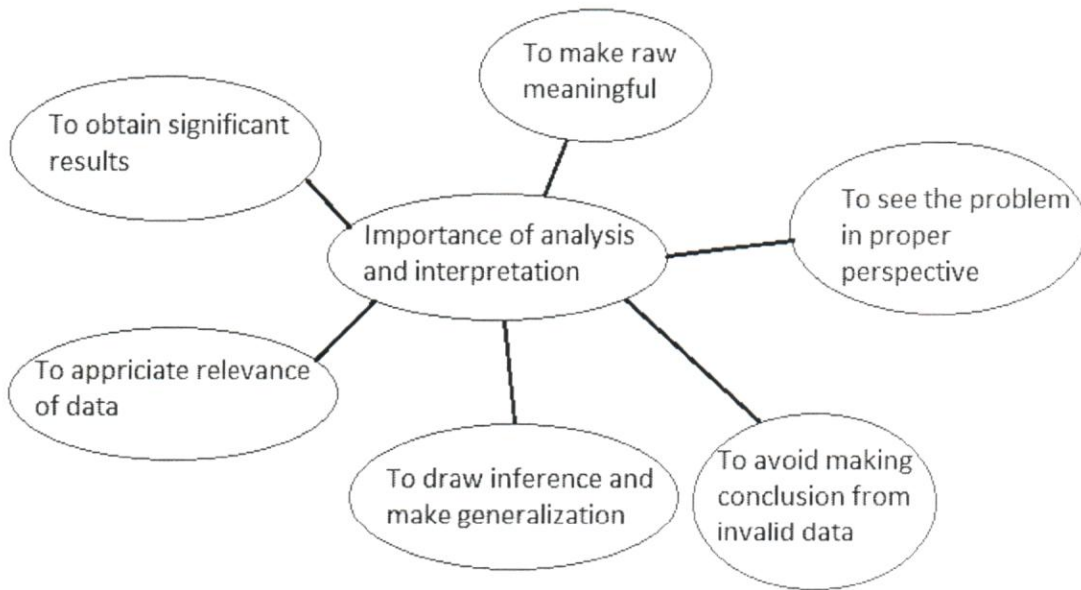 To make raw
meaningful
To obtain significant
results
To see the problem
in proper
perspective
Importance of analysis
and interpretation
To appriciate relevance
of data
To draw inference and
make generalization
To avoid making
conclusion from
invalid data